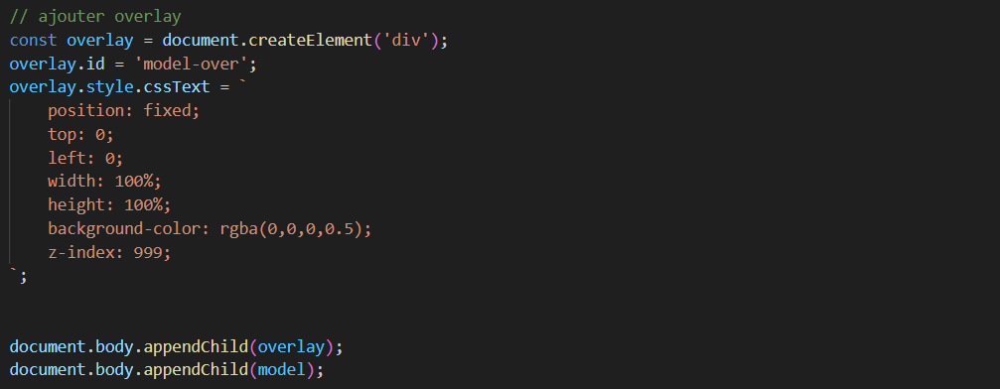 // ajouter overlay
const overlay = document.createElement('div');
overlay.id = 'model-over';
overlay.style.cssText = `
    position: fixed;
    top: 0;
    left: 0;
    width: 100%;
    height: 100%;
    background-color: rgba(0,0,0,0.5);
    z-index: 999;
`;
document.body.appendChild(overlay);
document.body.appendChild(model);